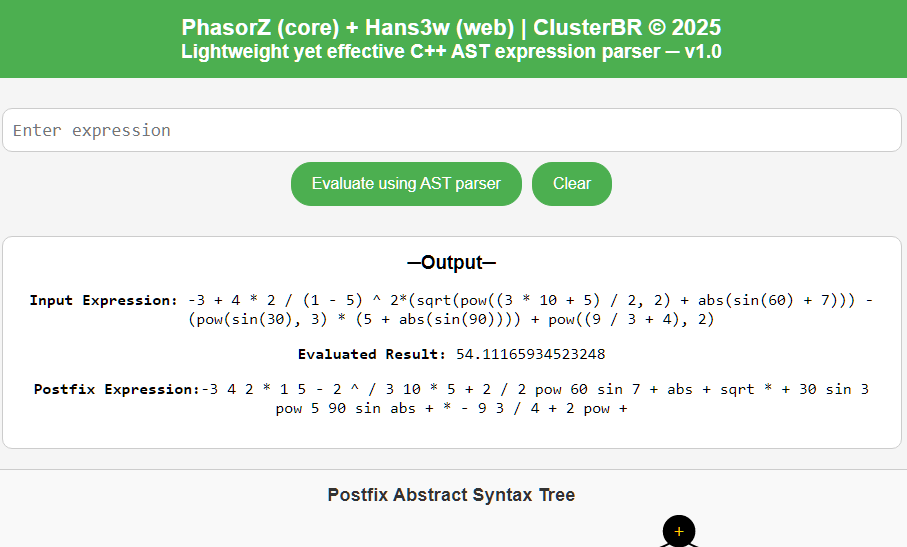 PhasorZ (core) + Hans3w (web) | ClusterBR © 2025
Lightweight yet effective C++ AST expression parser — v1.0
Enter expression
Evaluate using AST parser
Clear
—Output—
Input Expression: -3 + 4 * 2 / (1 - 5) ^ 2*(sqrt(pow((3 * 10 + 5) / 2, 2) + abs(sin(60) + 7))) -
(pow(sin(30), 3) * (5 + abs(sin(90)))) + pow((9 / 3 + 4), 2)
Evaluated Result: 54.11165934523248
Postfix Expression:-3 4 2 * 1 5 - 2 ^ / 3 10 * 5 + 2 / 2 pow 60 sin 7 + abs + sqrt * + 30 sin 3
pow 5 90 sin abs + * - 9 3 / 4 + 2 pow +
Postfix Abstract Syntax Tree
+